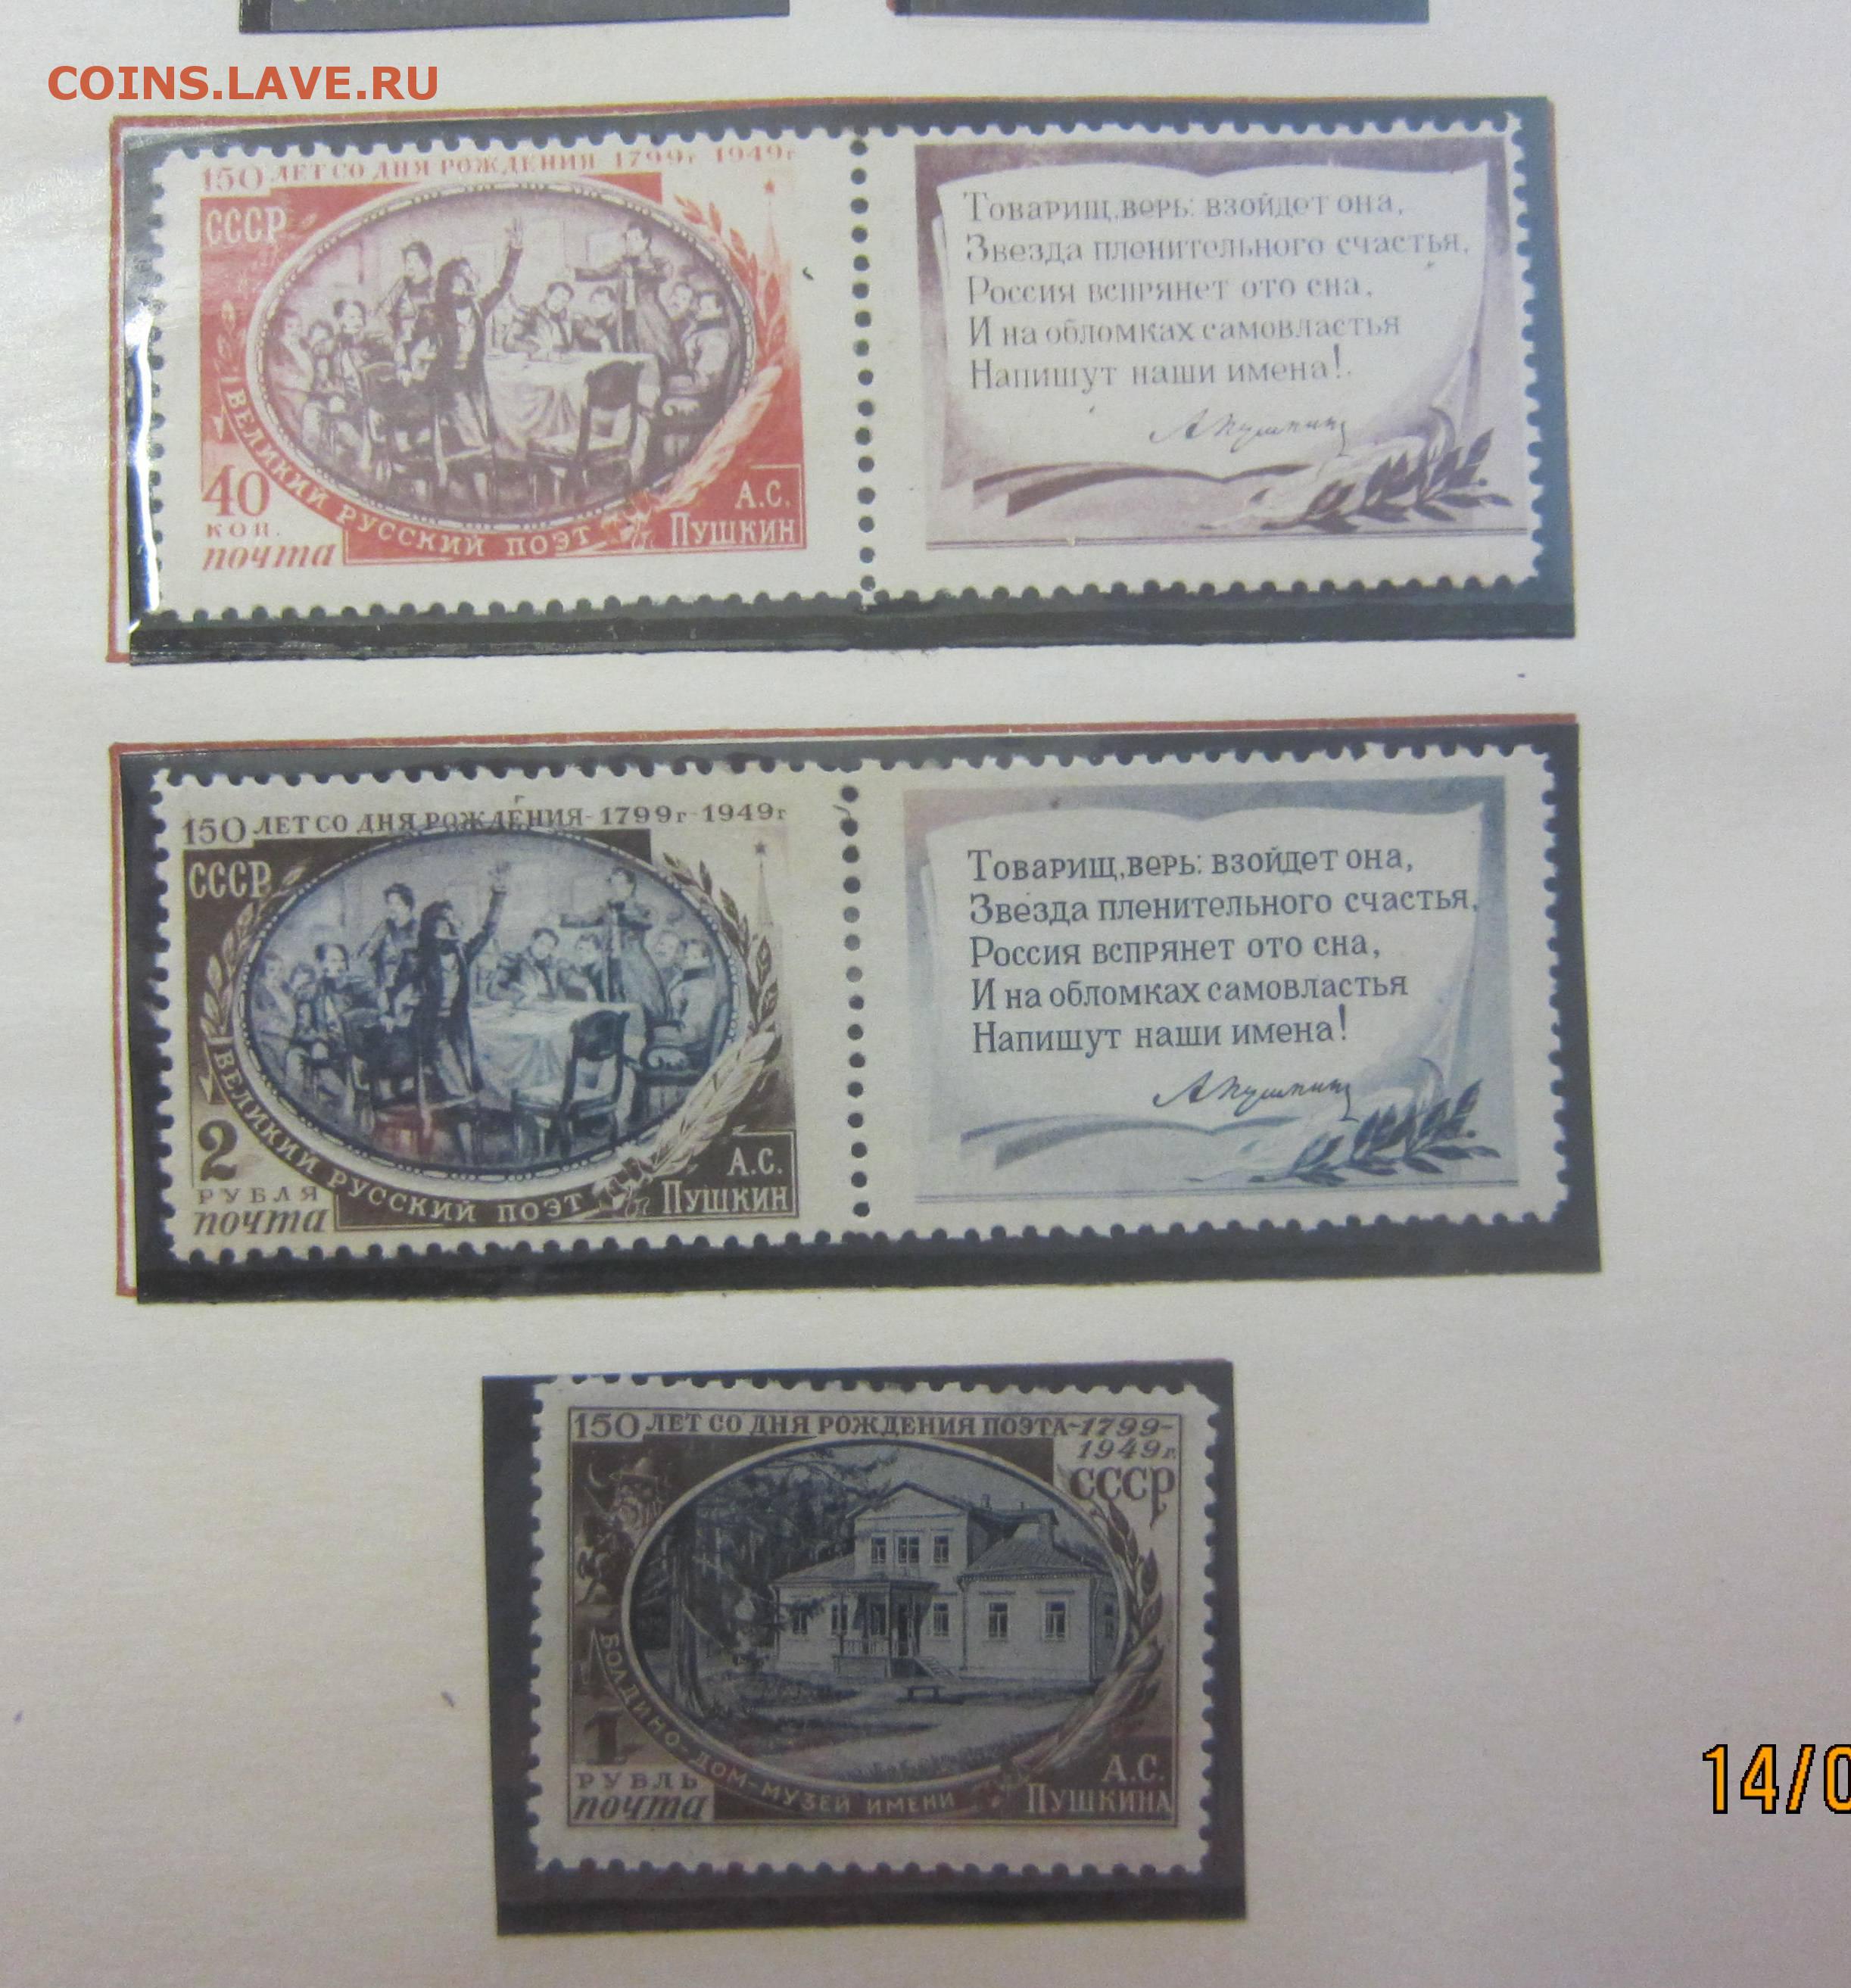 COINS.LAVE.RU
150 ЛЕТ СО ДНЯ РОЖДЕНИЯ - 1799г - 1949г
СССР
ВЕЛИКИЙ РУССКИЙ ПОЭТ
40
КОП.
почта
А.С.
ПУШКИН
Товарищ, верь: взойдет она,
Звезда пленительного счастья,
Россия вспрянет ото сна,
И на обломках самовластья
Напишут наши имена!
А Пушкин
150 ЛЕТ СО ДНЯ РОЖДЕНИЯ - 1799г - 1949г
СССР
ВЕЛИКИЙ РУССКИЙ ПОЭТ
2
РУБЛЯ
почта
А.С.
ПУШКИН
Товарищ, верь: взойдет она,
Звезда пленительного счастья,
Россия вспрянет ото сна,
И на обломках самовластья
Напишут наши имена!
А Пушкин
150 ЛЕТ СО ДНЯ РОЖДЕНИЯ ПОЭТА-1799-
1949г.
СССР
БОЛДИНО-ДОМ-МУЗЕЙ ИМЕНИ
1
РУБЛЬ
почта
А.С.
ПУШКИНА
14/0